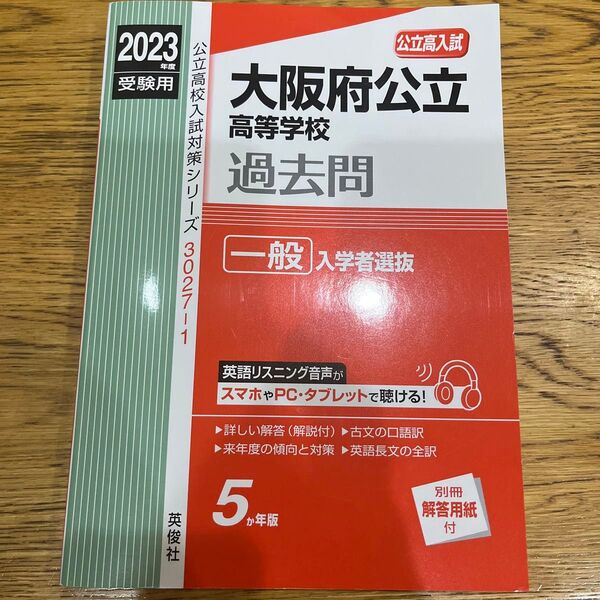 2023
年度
受験用
公立高校入試対策シリーズ 3027-1
英俊社
公立高入試
大阪府公立
高等学校
過去問
一般 入学者選抜
英語リスニング音声が
スマホやPC・タブレットで聴ける!
▶詳しい解答(解説付) ▶古文の口語訳
▶来年度の傾向と対策 ▶英語長文の全訳
5か年版
別冊
解答用紙
付